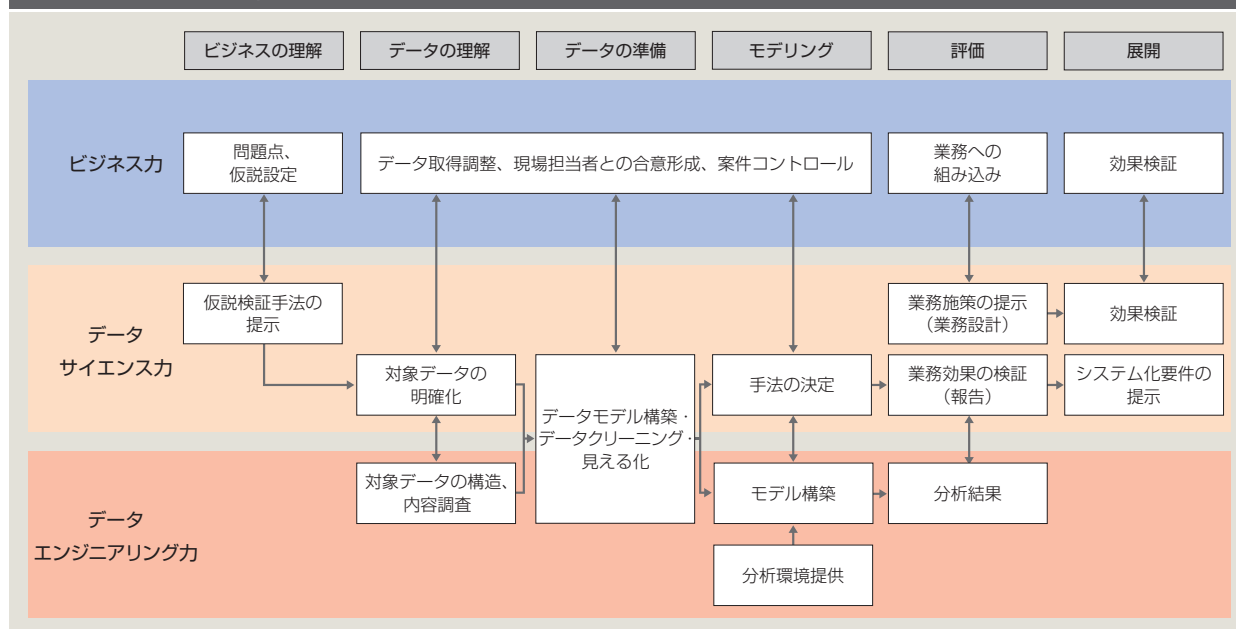 ビジネスの理解
データの理解
データの準備
モデリング
評価
展開
ビジネス力
問題点、
仮説設定
データ取得調整、現場担当者との合意形成、案件コントロール
業務への
組み込み
効果検証
データ
サイエンス力
仮説検証手法の
提示
業務施策の提示
（業務設計）
効果検証
対象データの
明確化
データモデル構築・
データクリーニング・
見える化
手法の決定
業務効果の検証
（報告）
システム化要件の
提示
データ
エンジニアリング力
対象データの構造、
内容調査
モデル構築
分析結果
分析環境提供